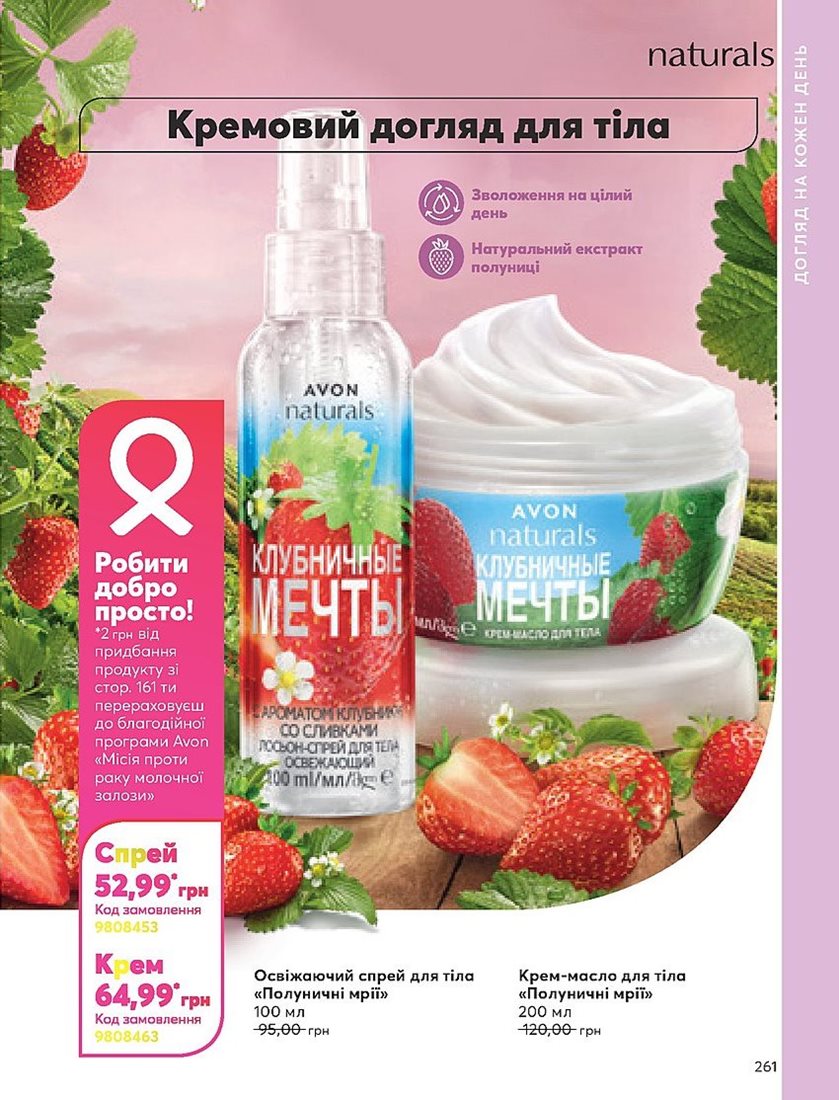 naturals
ДОГЛЯД НА КОЖЕН ДЕНЬ
Кремовий догляд для тіла
Зволоження на цілий
день
Натуральний екстракт
полуниці
AVON
naturals
КЛУБНИЧНЫЕ
МЕЧТЫ
С АРОМАТОМ КЛУБНИКИ
СО СЛИВКАМИ
ЛОСЬОН-СПРЕЙ ДЛЯ ТЕЛА
ОСВЕЖАЮЩИЙ
100 ml/мл/
AVON
naturals
КЛУБНИЧНЫЕ
МЕЧТЫ
КРЕМ-МАСЛО ДЛЯ ТЕЛА
Робити
добро
просто!
*2 грн від
придбання
продукту зі
стор. 161 ти
перераховуєш
до благодійної
програми Avon
«Місія проти
раку молочної
залози»
Спрей
52,99* грн
Код замовлення
9808453
Крем
64,99* грн
Код замовлення
9808463
Освіжаючий спрей для тіла
«Полуничні мрії»
100 мл
95,00 грн
Крем-масло для тіла
«Полуничні мрії»
200 мл
120,00 грн
261